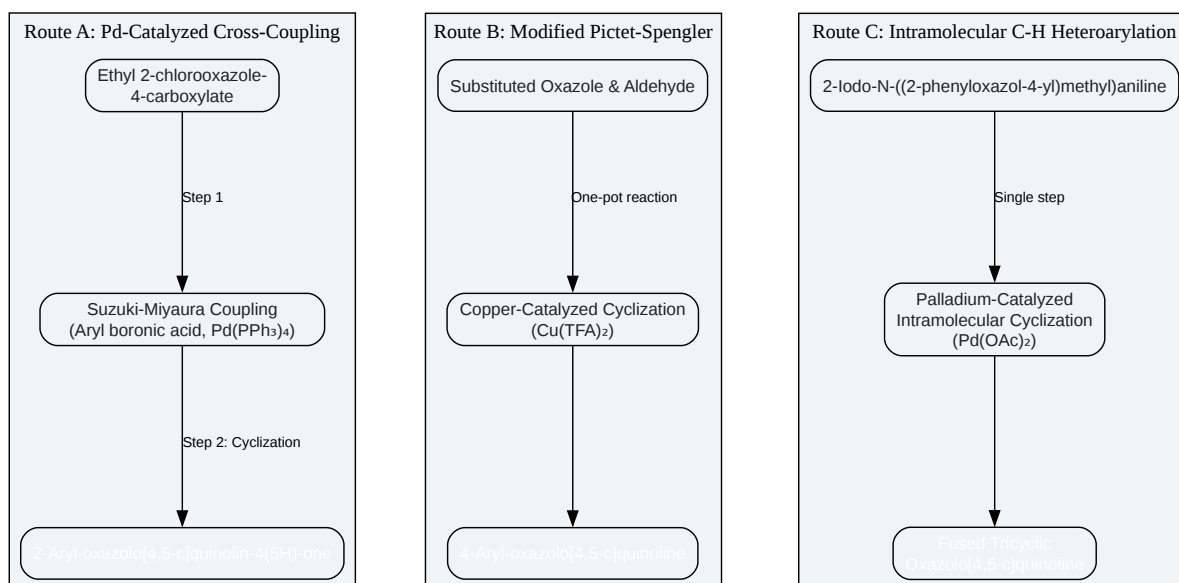 Route A: Pd-Catalyzed Cross-Coupling
Ethyl 2-chlorooxazole-
4-carboxylate
Step 1
Suzuki-Miyaura Coupling
(Aryl boronic acid, Pd(PPh₃)₄)
Step 2: Cyclization
2-Aryl-oxazolo[4,5-c]quinolin-4(5H)-one
Route B: Modified Pictet-Spengler
Substituted Oxazole & Aldehyde
One-pot reaction
Copper-Catalyzed Cyclization
(Cu(TFA)₂)
4-Aryl-oxazolo[4,5-c]quinoline
Route C: Intramolecular C-H Heteroarylation
2-Iodo-N-((2-phenyloxazol-4-yl)methyl)aniline
Single step
Palladium-Catalyzed
Intramolecular Cyclization
(Pd(OAc)₂)
Fused Tricyclic
Oxazolo[4,5-c]quinoline